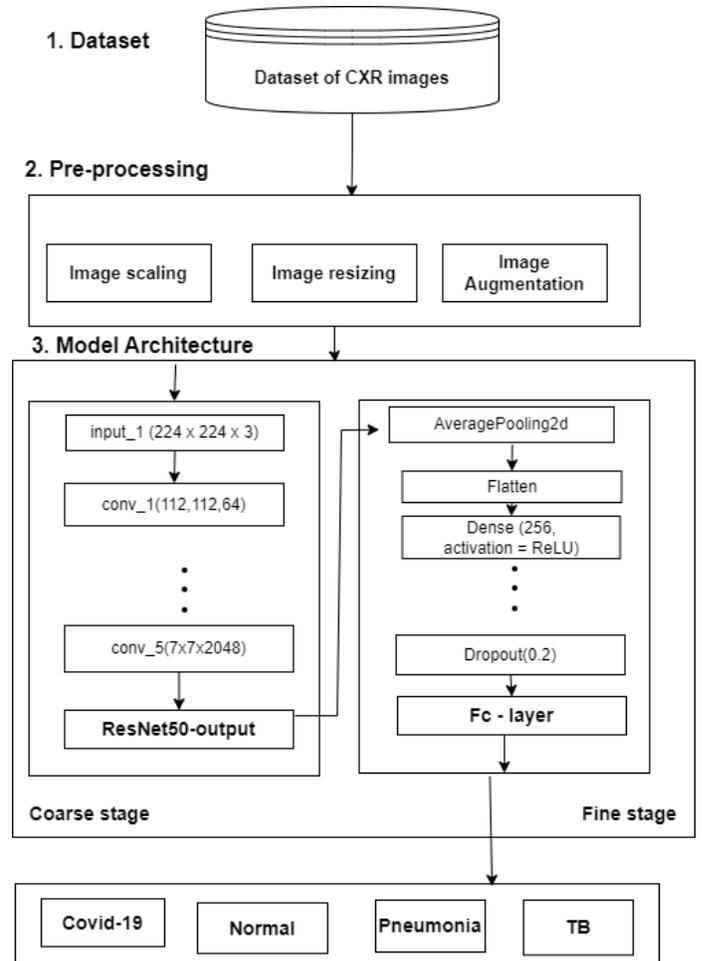 1. Dataset
Dataset of CXR images
2. Pre-processing
Image scaling
Image resizing
Image
Augmentation
3. Model Architecture
input_1 (224 x 224 x 3)
conv_1(112,112,64)
conv_5(7x7x2048)
ResNet50-output
Coarse stage
AveragePooling2d
Flatten
Dense (256,
activation = ReLU)
Dropout(0.2)
Fc - layer
Fine stage
Covid-19
Normal
Pneumonia
TB